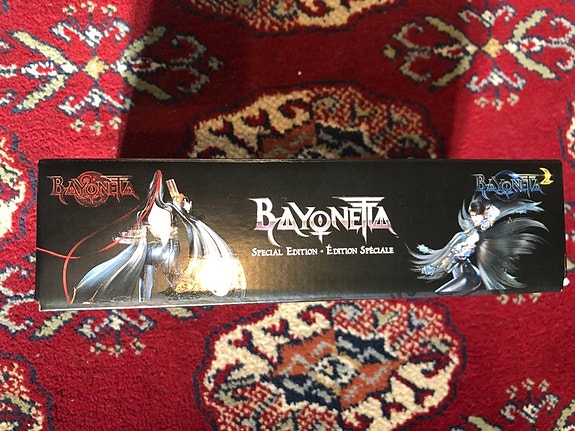 BAYONETTA
BAYONETTA
SPECIAL EDITION • ÉDITION SPÉCIALE
BAYONETTA 2